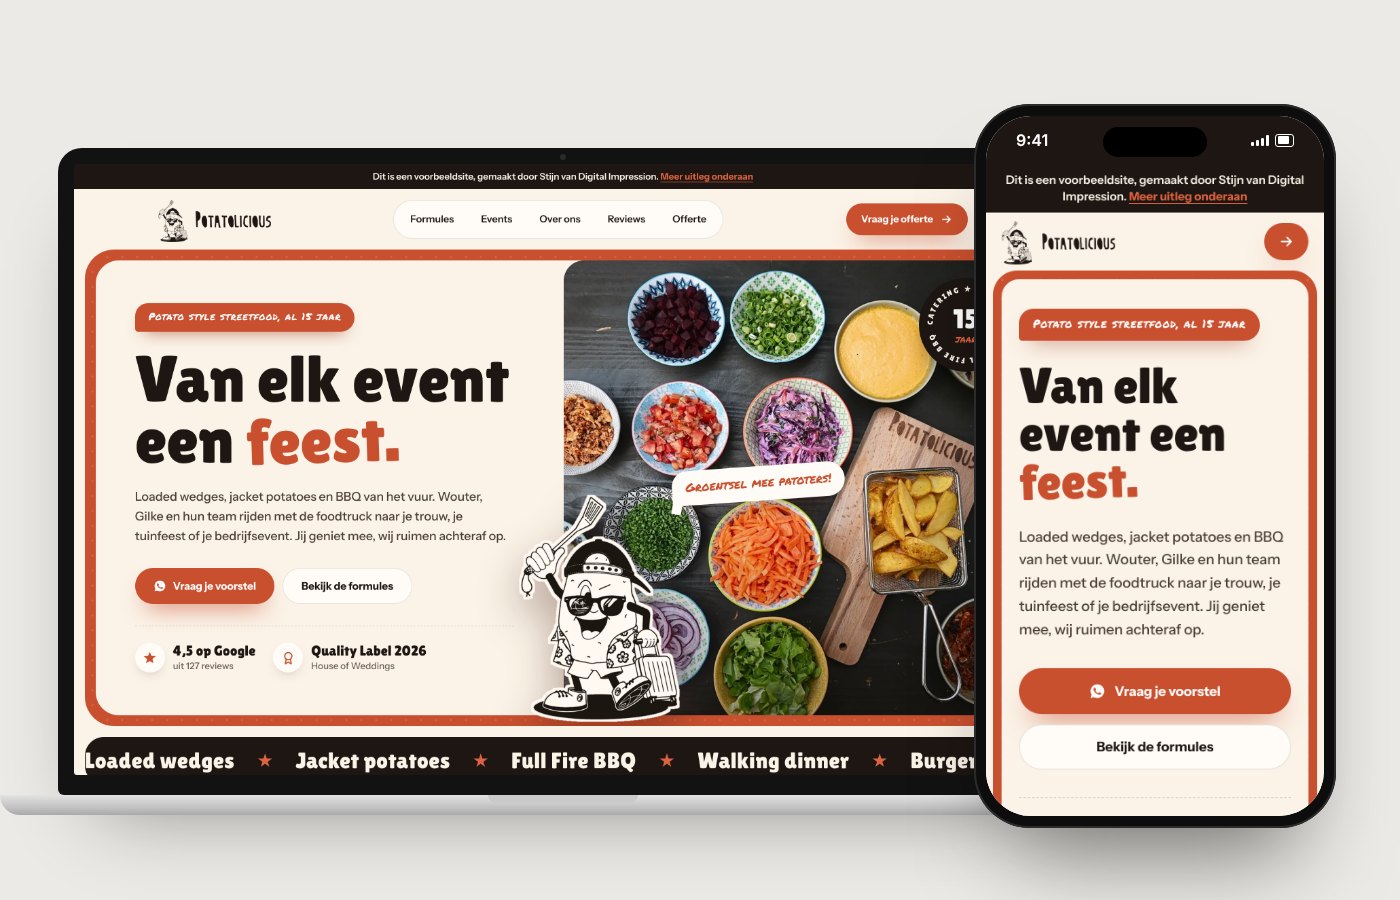 Dit is een voorbeeldsite, gemaakt door Stijn van Digital Impression. Meer uitleg onderaan
POTATOLICIOUS
Formules
Events
Over ons
Reviews
Offerte
Vraag je offerte
POTATO STYLE STREETFOOD, AL 15 JAAR
Van elk event
een feest.
Loaded wedges, jacket potatoes en BBQ van het vuur. Wouter,
Gilke en hun team rijden met de foodtruck naar je trouw, je
tuinfeest of je bedrijfsevent. Jij geniet mee, wij ruimen achteraf op.
Vraag je voorstel
Bekijk de formules
4,5 op Google
uit 127 reviews
Quality Label 2026
House of Weddings
CATERING ★
15
FIRE BBQ
POTATOLICIOUS
GROENTSEL MEE PATOTERS!
Loaded wedges ★ Jacket potatoes ★ Full Fire BBQ ★ Walking dinner ★ Burger
9:41
Dit is een voorbeeldsite, gemaakt door Stijn van Digital
Impression. Meer uitleg onderaan
POTATOLICIOUS
POTATO STYLE STREETFOOD, AL 15 JAAR
Van elk
event een
feest.
Loaded wedges, jacket potatoes en BBQ
van het vuur. Wouter, Gilke en hun team
rijden met de foodtruck naar je trouw, je
tuinfeest of je bedrijfsevent. Jij geniet
mee, wij ruimen achteraf op.
Vraag je voorstel
Bekijk de formules